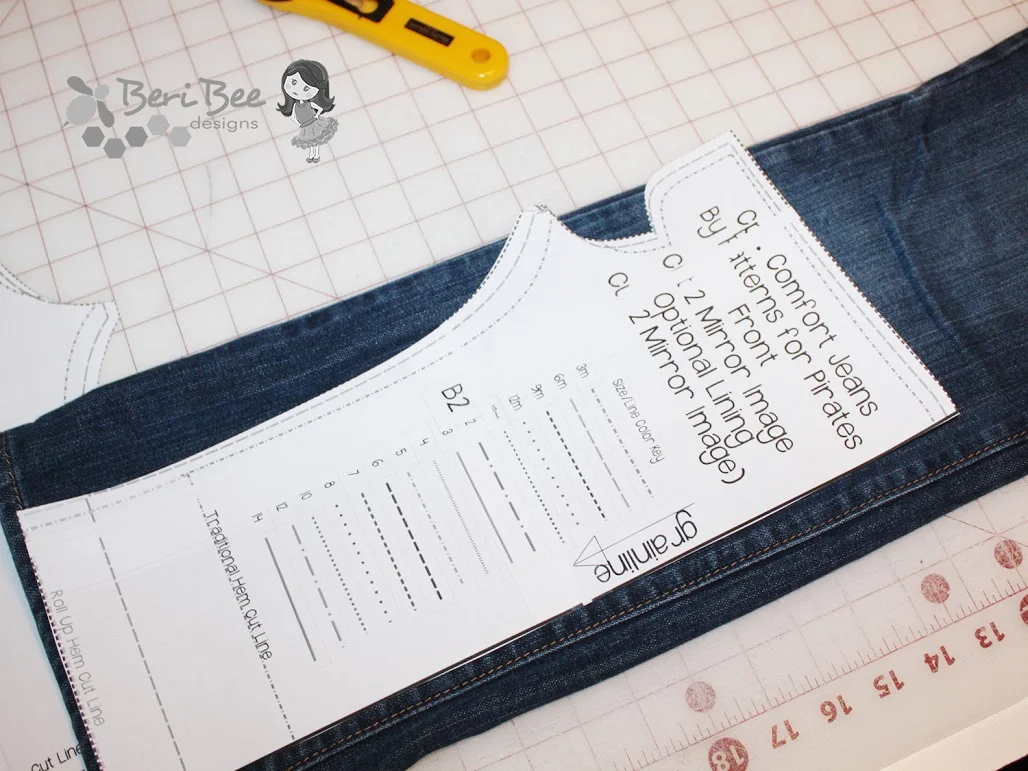 Beri Bee
designs
Comfort Jeans
By Patterns for Pirates
Front
2 Mirror Image
Optional Lining
2 Mirror Image)
Size/Line Color Key
3m
6m
9m
12m
2
3
4
5
6
7
8
10
12
14
B2
grainline
Traditional Hem Cut Line
Roll Up Hem Cut Line
Cut Line
13
14
15
16
17
18